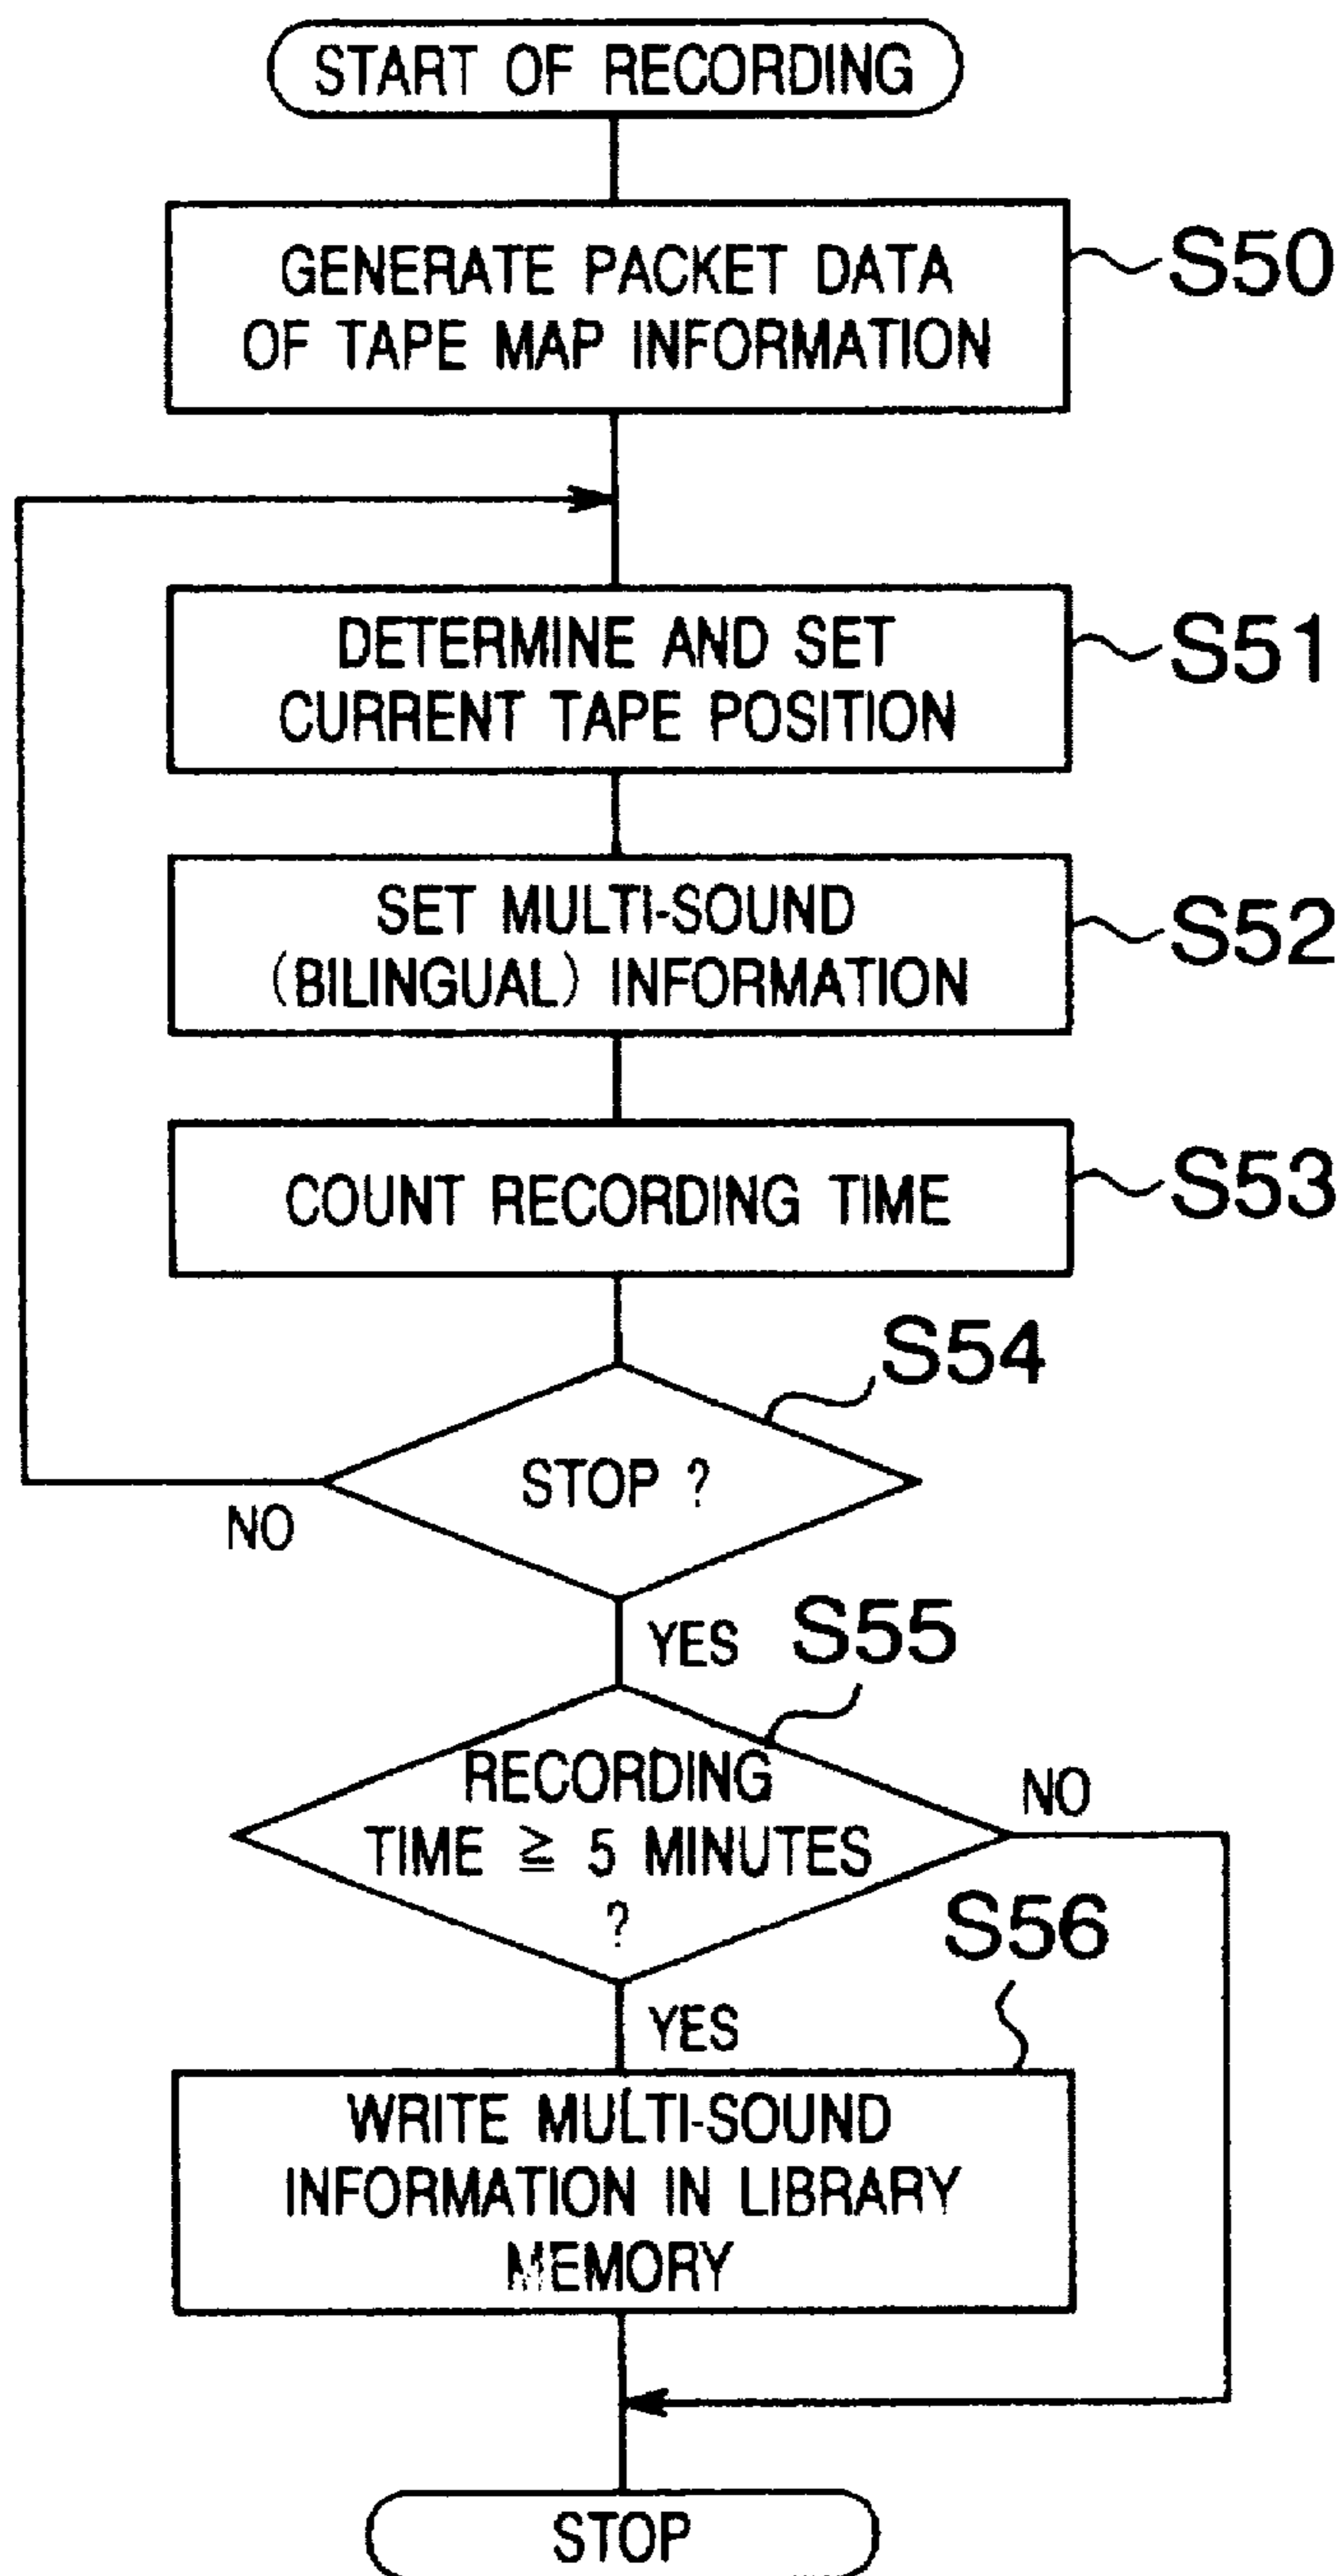 START OF RECORDING
GENERATE PACKET DATA
OF TAPE MAP INFORMATION
S50
DETERMINE AND SET
CURRENT TAPE POSITION
S51
SET MULTI-SOUND
(BILINGUAL) INFORMATION
S52
COUNT RECORDING TIME
S53
S54
STOP ?
NO
YES
S55
RECORDING
TIME ≧ 5 MINUTES
?
NO
YES
S56
WRITE MULTI-SOUND
INFORMATION IN LIBRARY
MEMORY
STOP